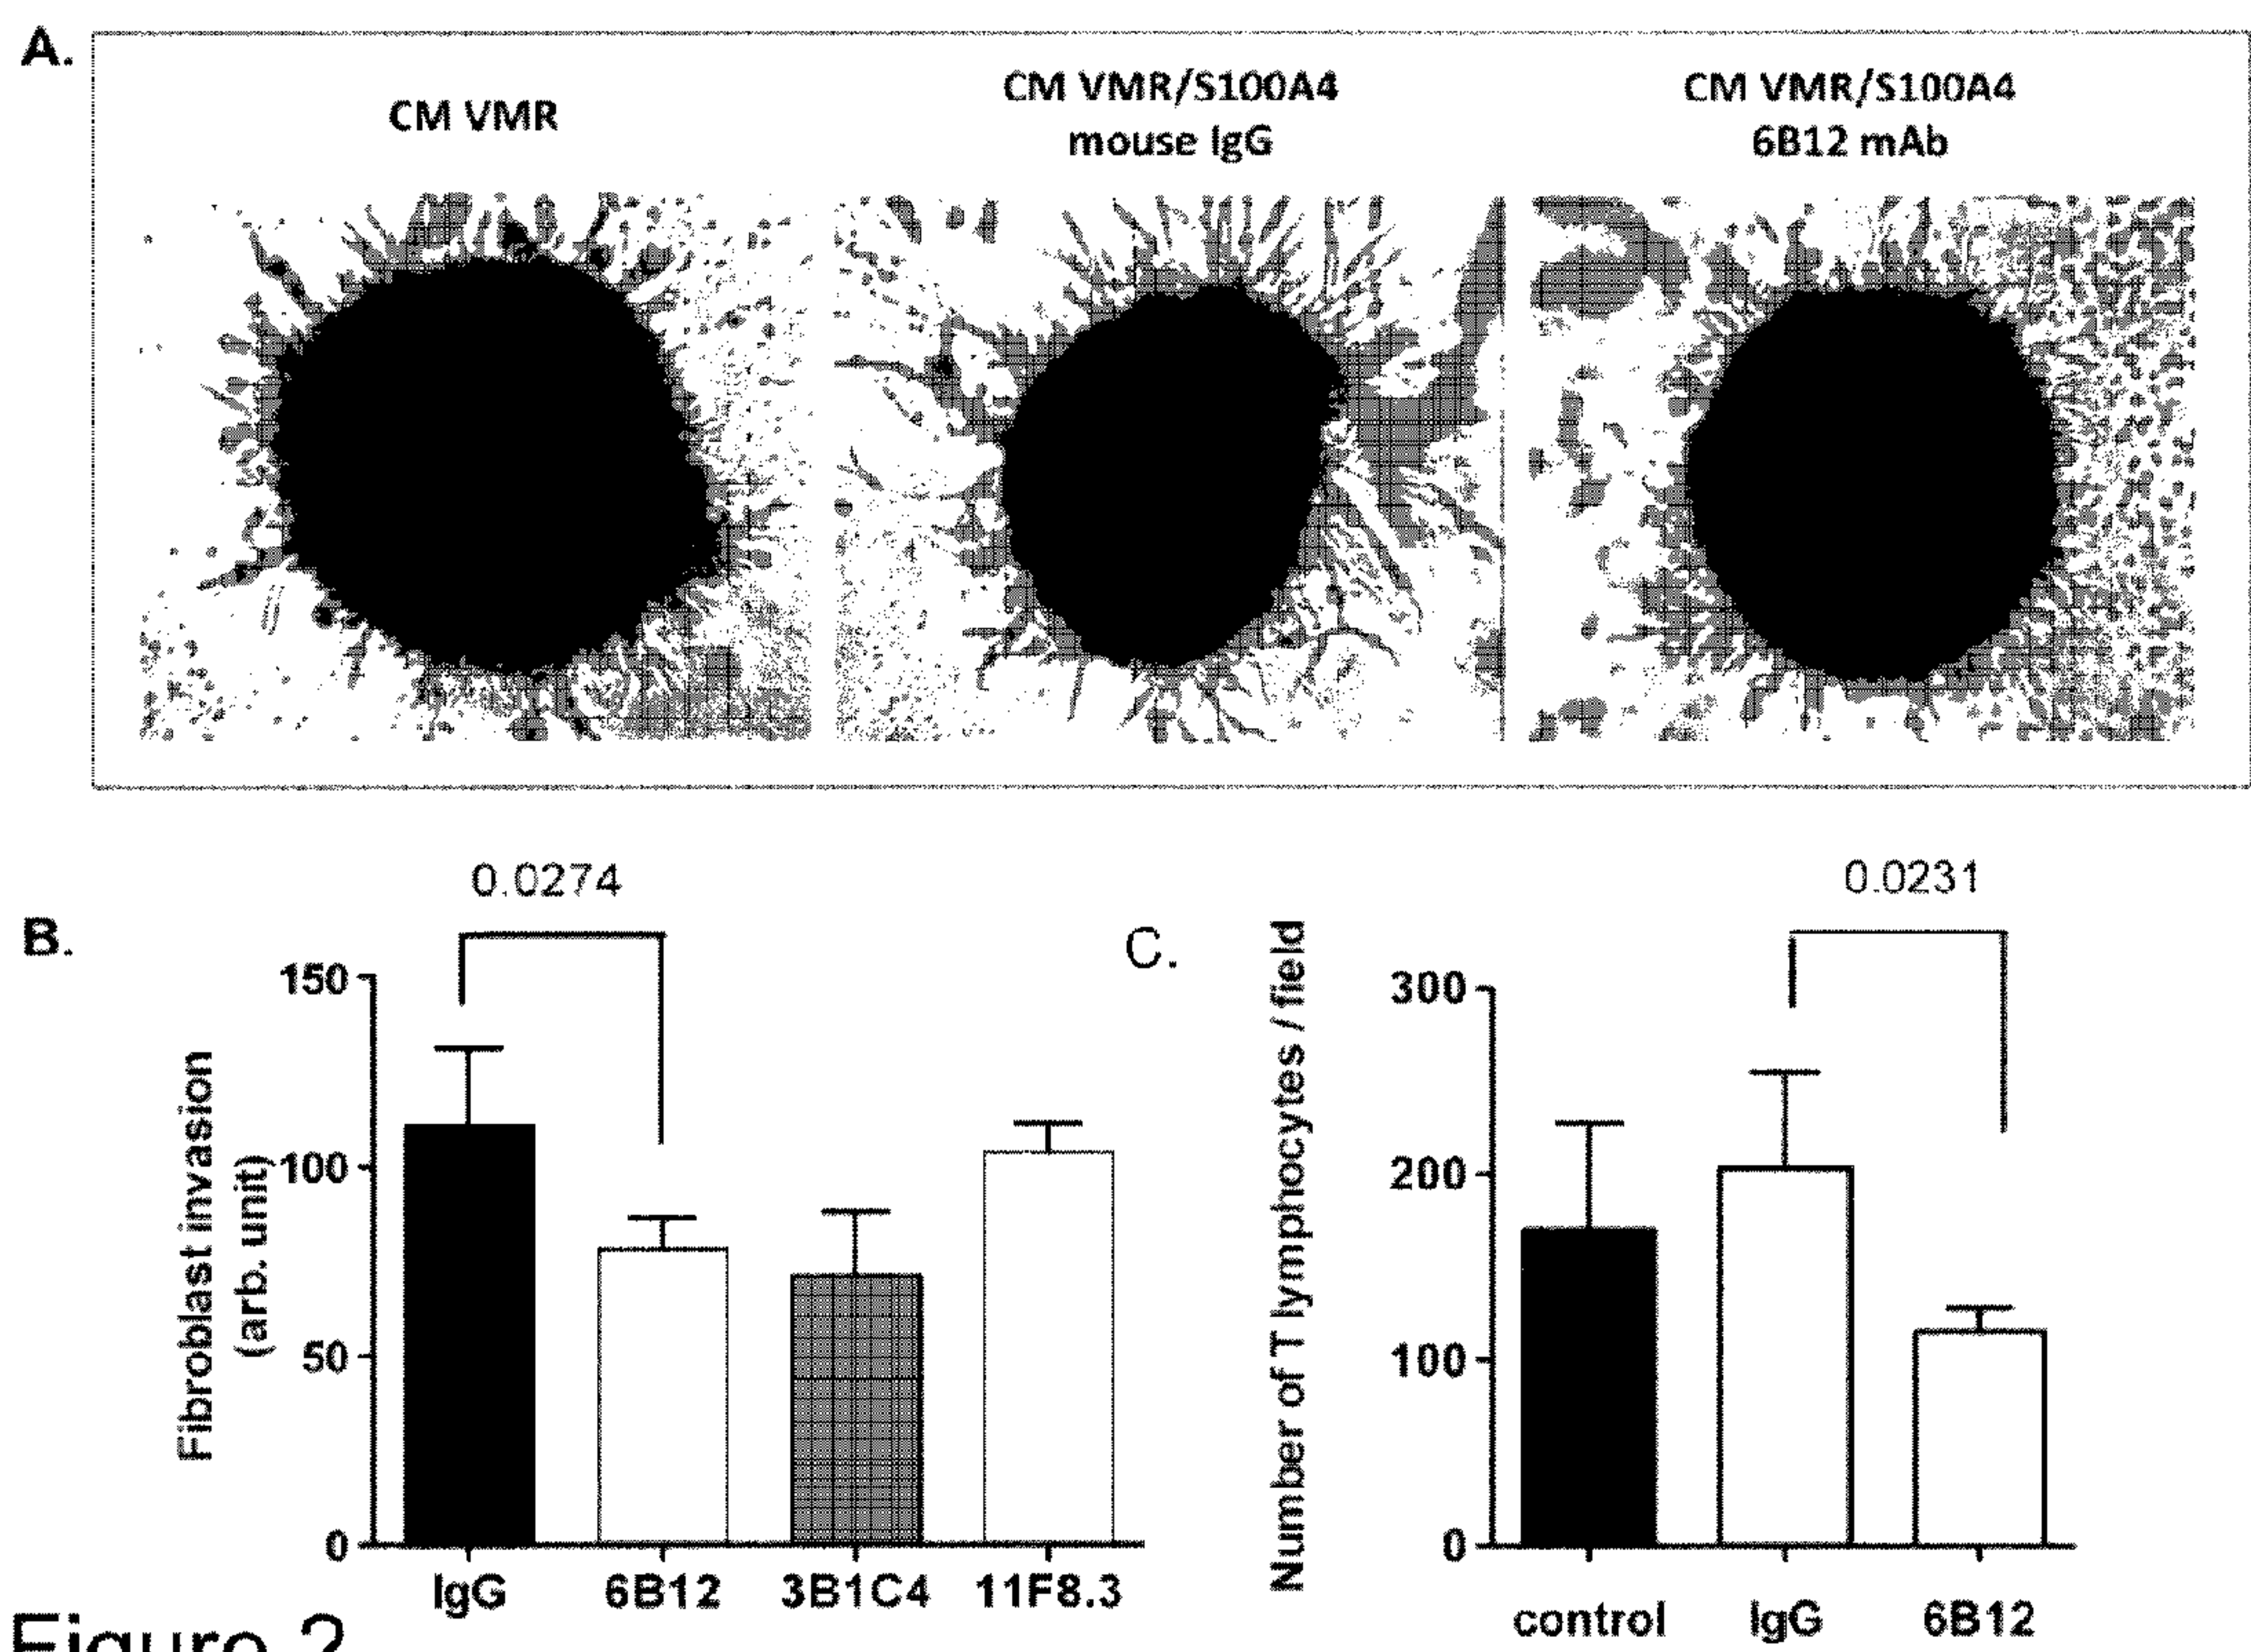 A.
CM VMR
CM VMR/S100A4
mouse IgG
CM VMR/S100A4
6B12 mAb
B.
0.0274
Fibroblast invasion
(arb. unit)
150
100
50
0
IgG 6B12 3B1C4 11F8.3
C.
0.0231
Number of T lymphocytes / field
300
200
100
0
control IgG 6B12
Figure 2